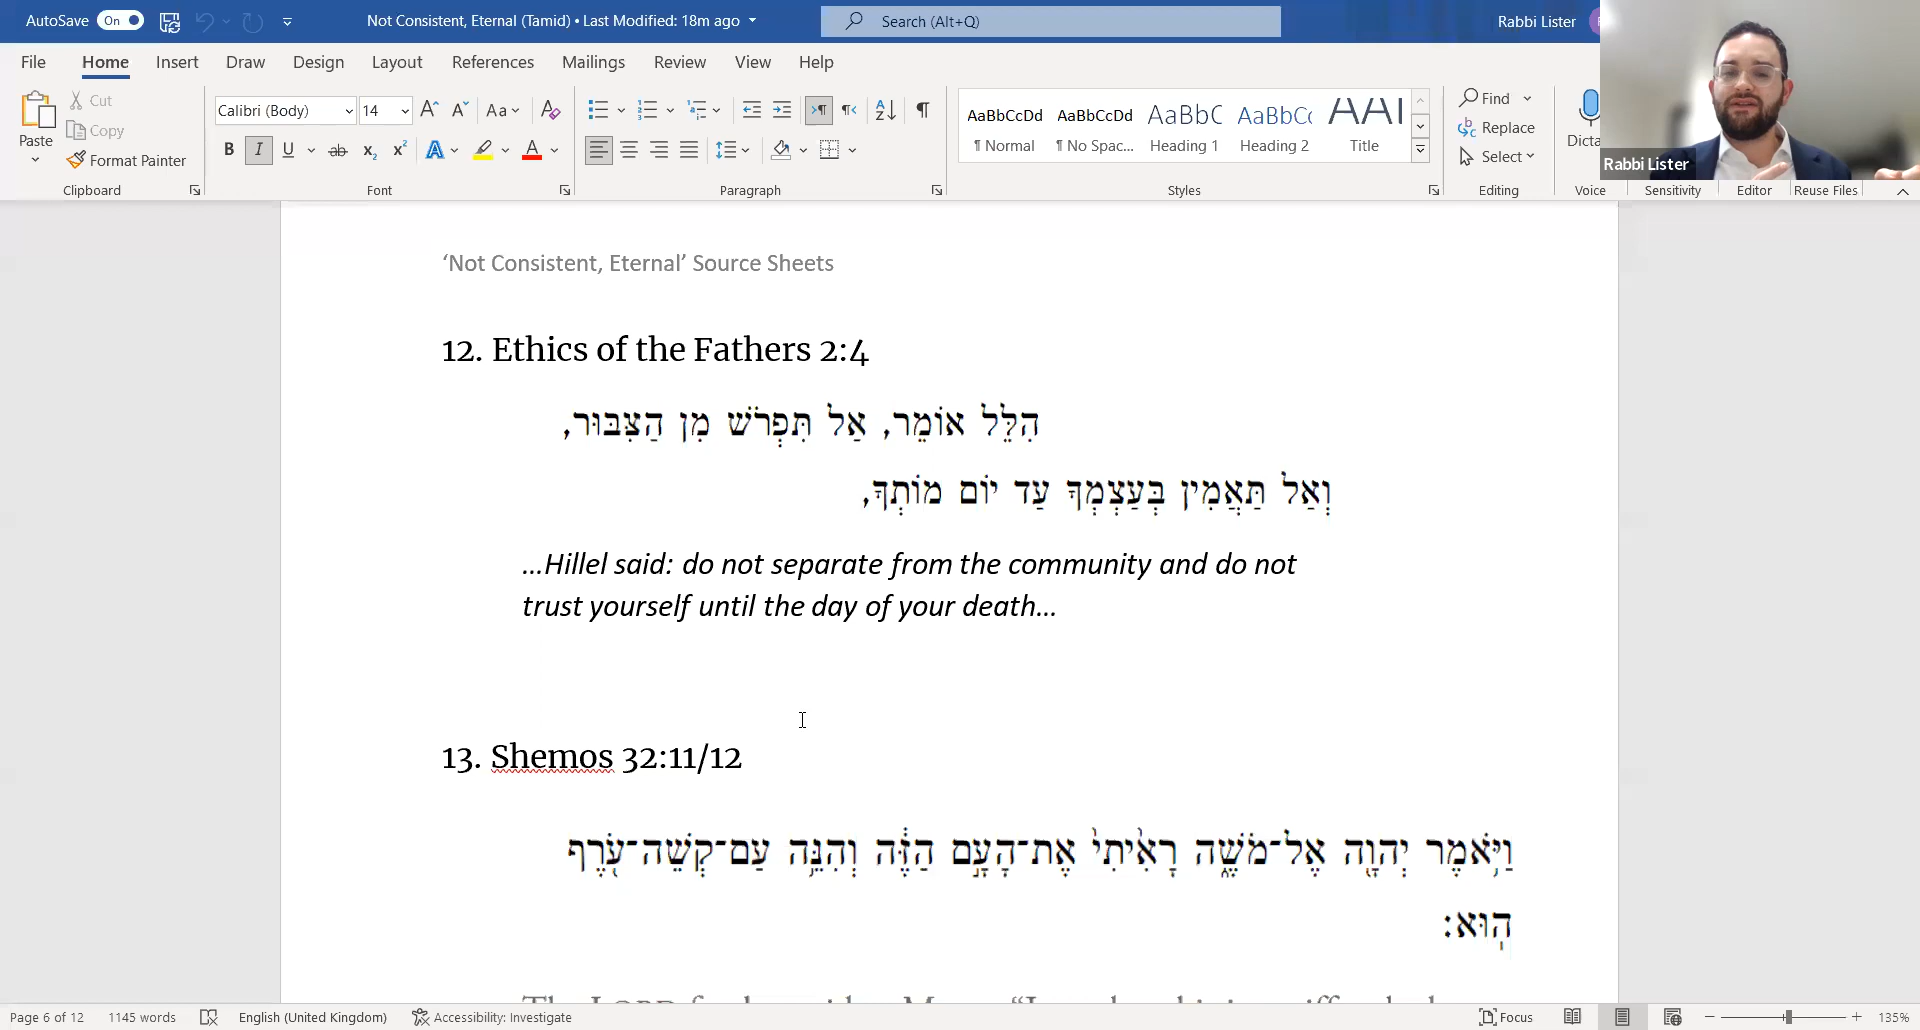 AutoSave On Not Consistent, Eternal (Tamid) • Last Modified: 18m ago Search (Alt+Q) Rabbi Lister
File Home Insert Draw Design Layout References Mailings Review View Help
Cut
Copy
Paste Format Painter
Calibri (Body) 14 Aa
B I U ab x₂ x² A A
AaBbCcDd AaBbCcDd AaBbC AaBbCc AaB
¶ Normal ¶ No Spac... Heading 1 Heading 2 Title
Find
Replace
Select
Rabbi Lister
Clipboard Font Paragraph Styles Editing Voice Sensitivity Editor Reuse Files
‘Not Consistent, Eternal’ Source Sheets
12. Ethics of the Fathers 2:4
הִלֵּל אוֹמֵר, אַל תִּפְרֹשׁ מִן הַצִּבּוּר,
וְאַל תַּאֲמִין בְּעַצְמְךָ עַד יוֹם מוֹתְךָ,
...Hillel said: do not separate from the community and do not
trust yourself until the day of your death...
13. Shemos 32:11/12
וַיֹּ֥אמֶר יְהוָ֖ה אֶל־מֹשֶׁ֑ה רָאִ֙יתִי֙ אֶת־הָעָ֣ם הַזֶּ֔ה וְהִנֵּ֥ה עַם־קְשֵׁה־עֹ֖רֶף
הֽוּא׃
Page 6 of 12 1145 words English (United Kingdom) Accessibility: Investigate Focus 135%